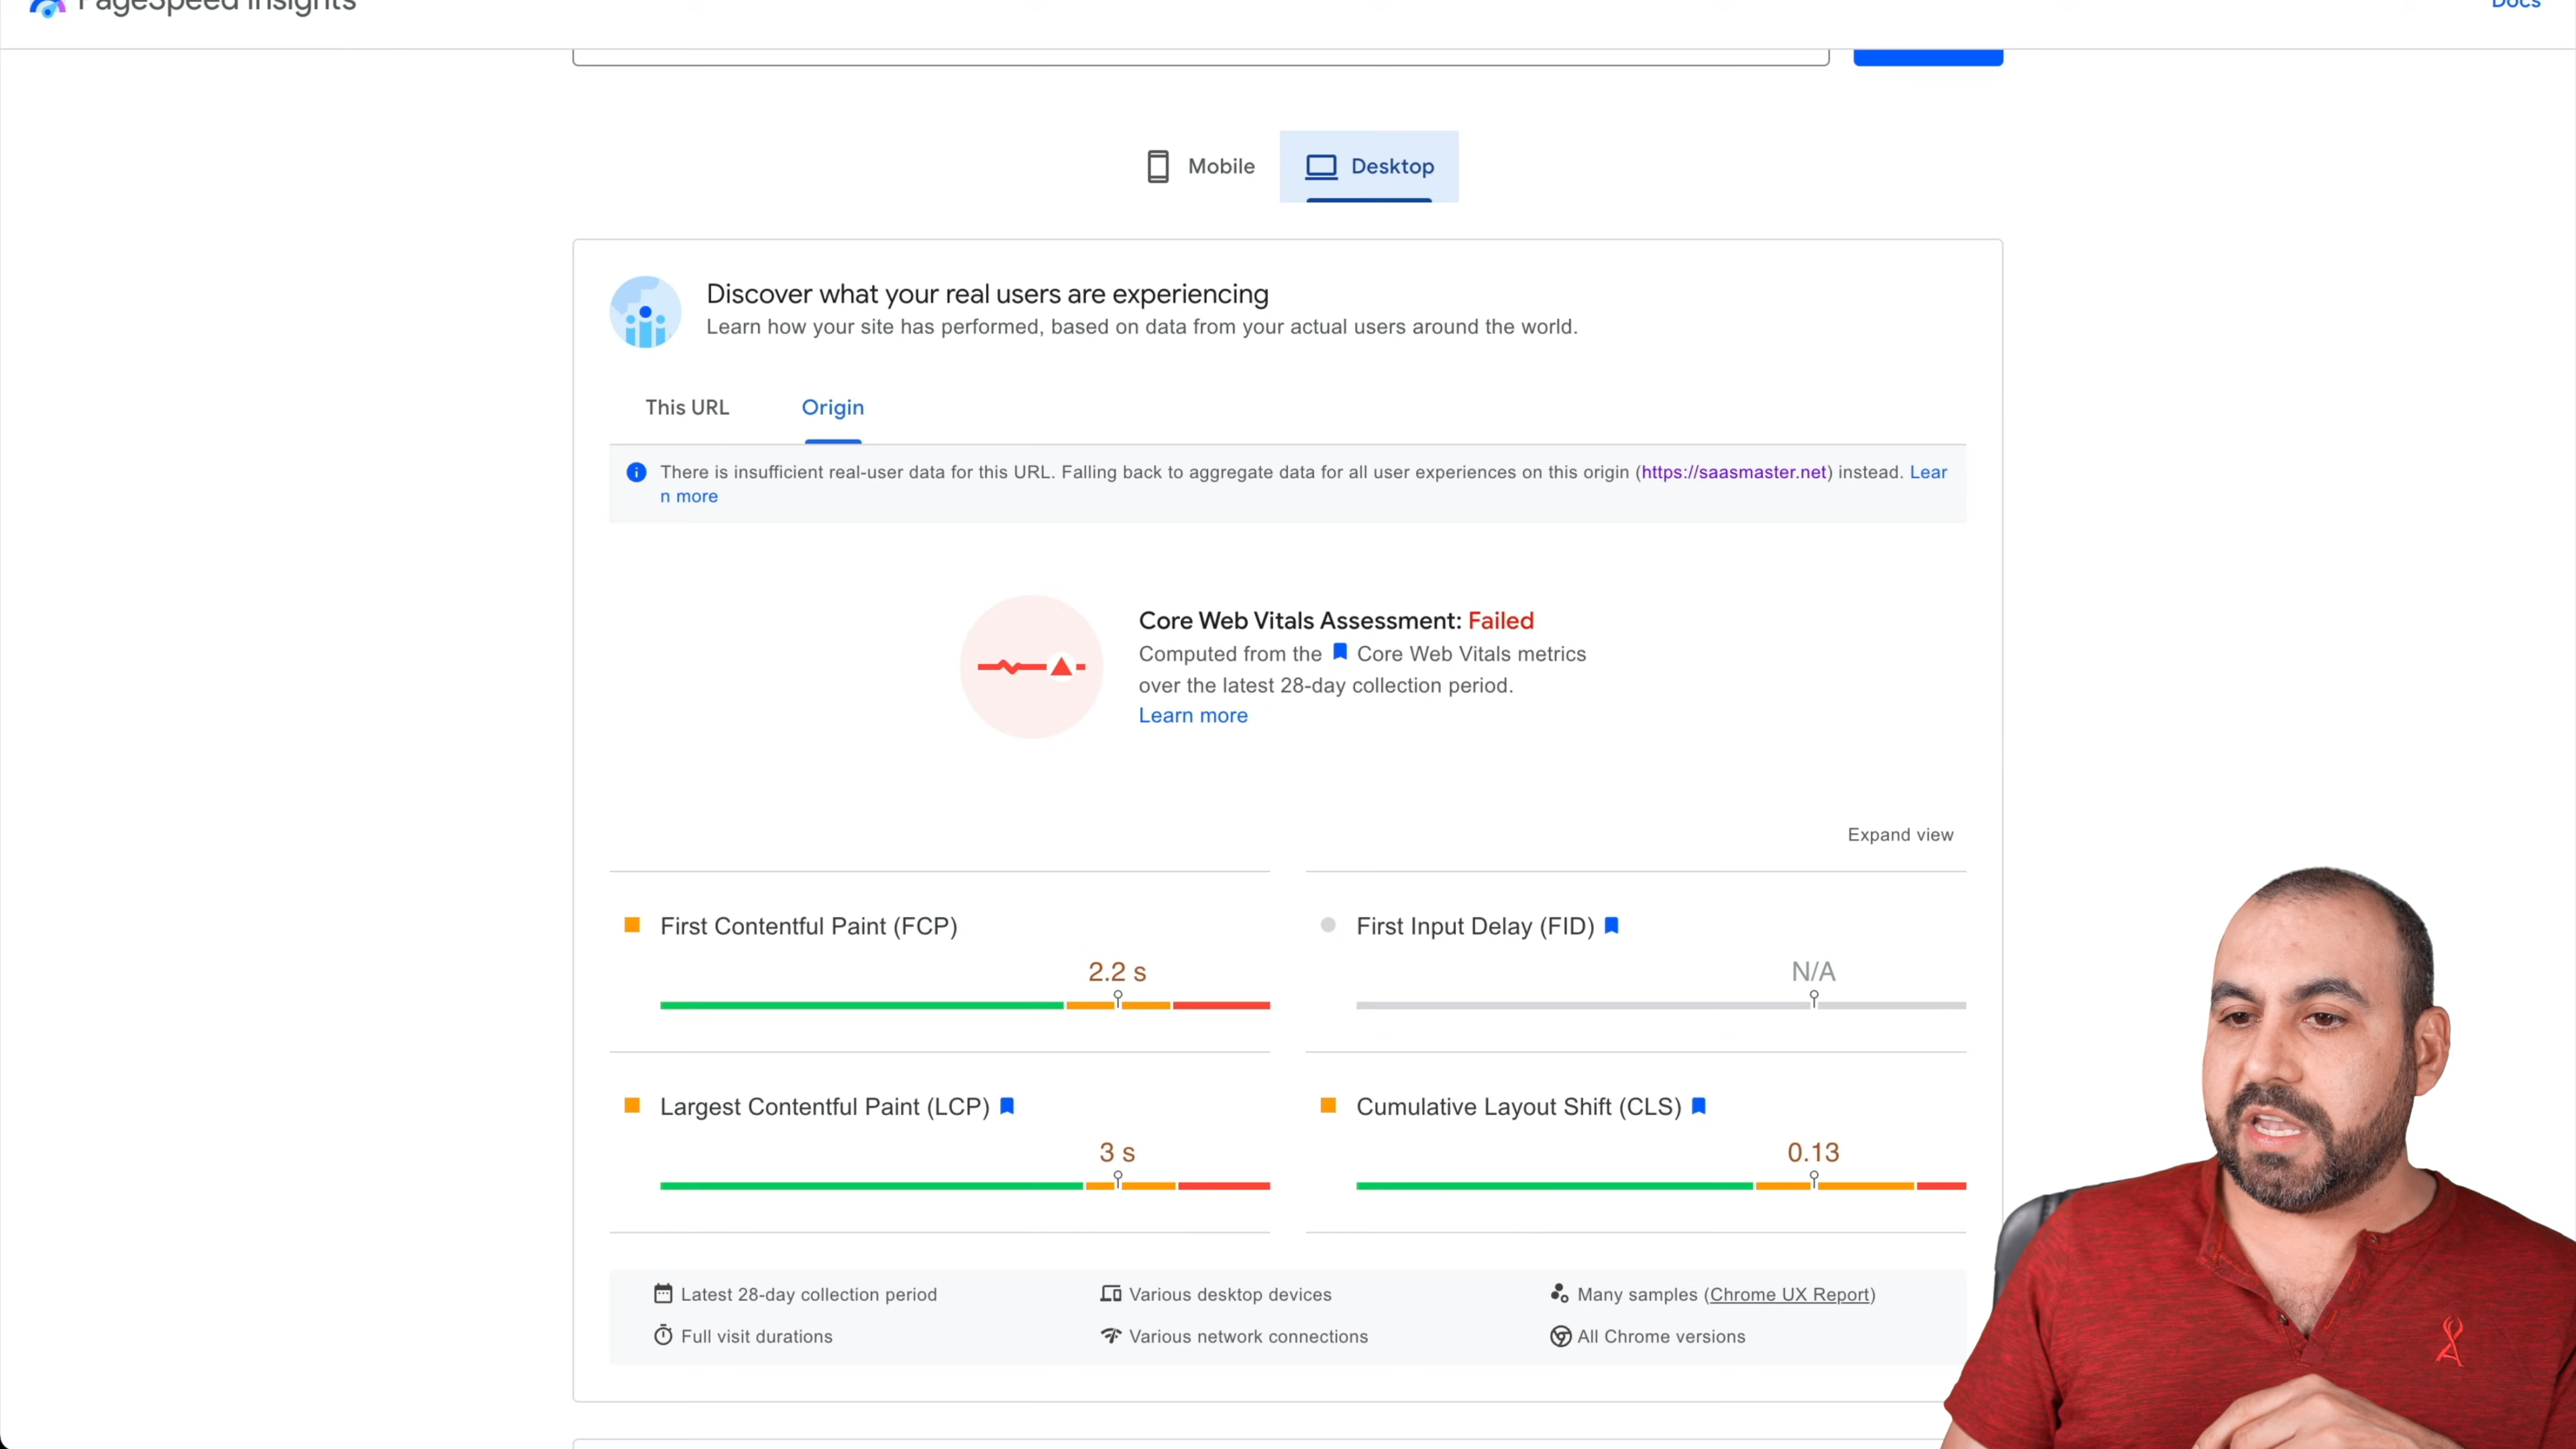 PageSpeed Insights
Docs
Mobile
Desktop
Discover what your real users are experiencing
Learn how your site has performed, based on data from your actual users around the world.
This URL
Origin
There is insufficient real-user data for this URL. Falling back to aggregate data for all user experiences on this origin (https://saasmaster.net) instead. Lear
n more
Core Web Vitals Assessment: Failed
Computed from the Core Web Vitals metrics
over the latest 28-day collection period.
Learn more
Expand view
First Contentful Paint (FCP)
2.2 s
First Input Delay (FID)
N/A
Largest Contentful Paint (LCP)
3 s
Cumulative Layout Shift (CLS)
0.13
Latest 28-day collection period
Various desktop devices
Many samples (Chrome UX Report)
Full visit durations
Various network connections
All Chrome versions